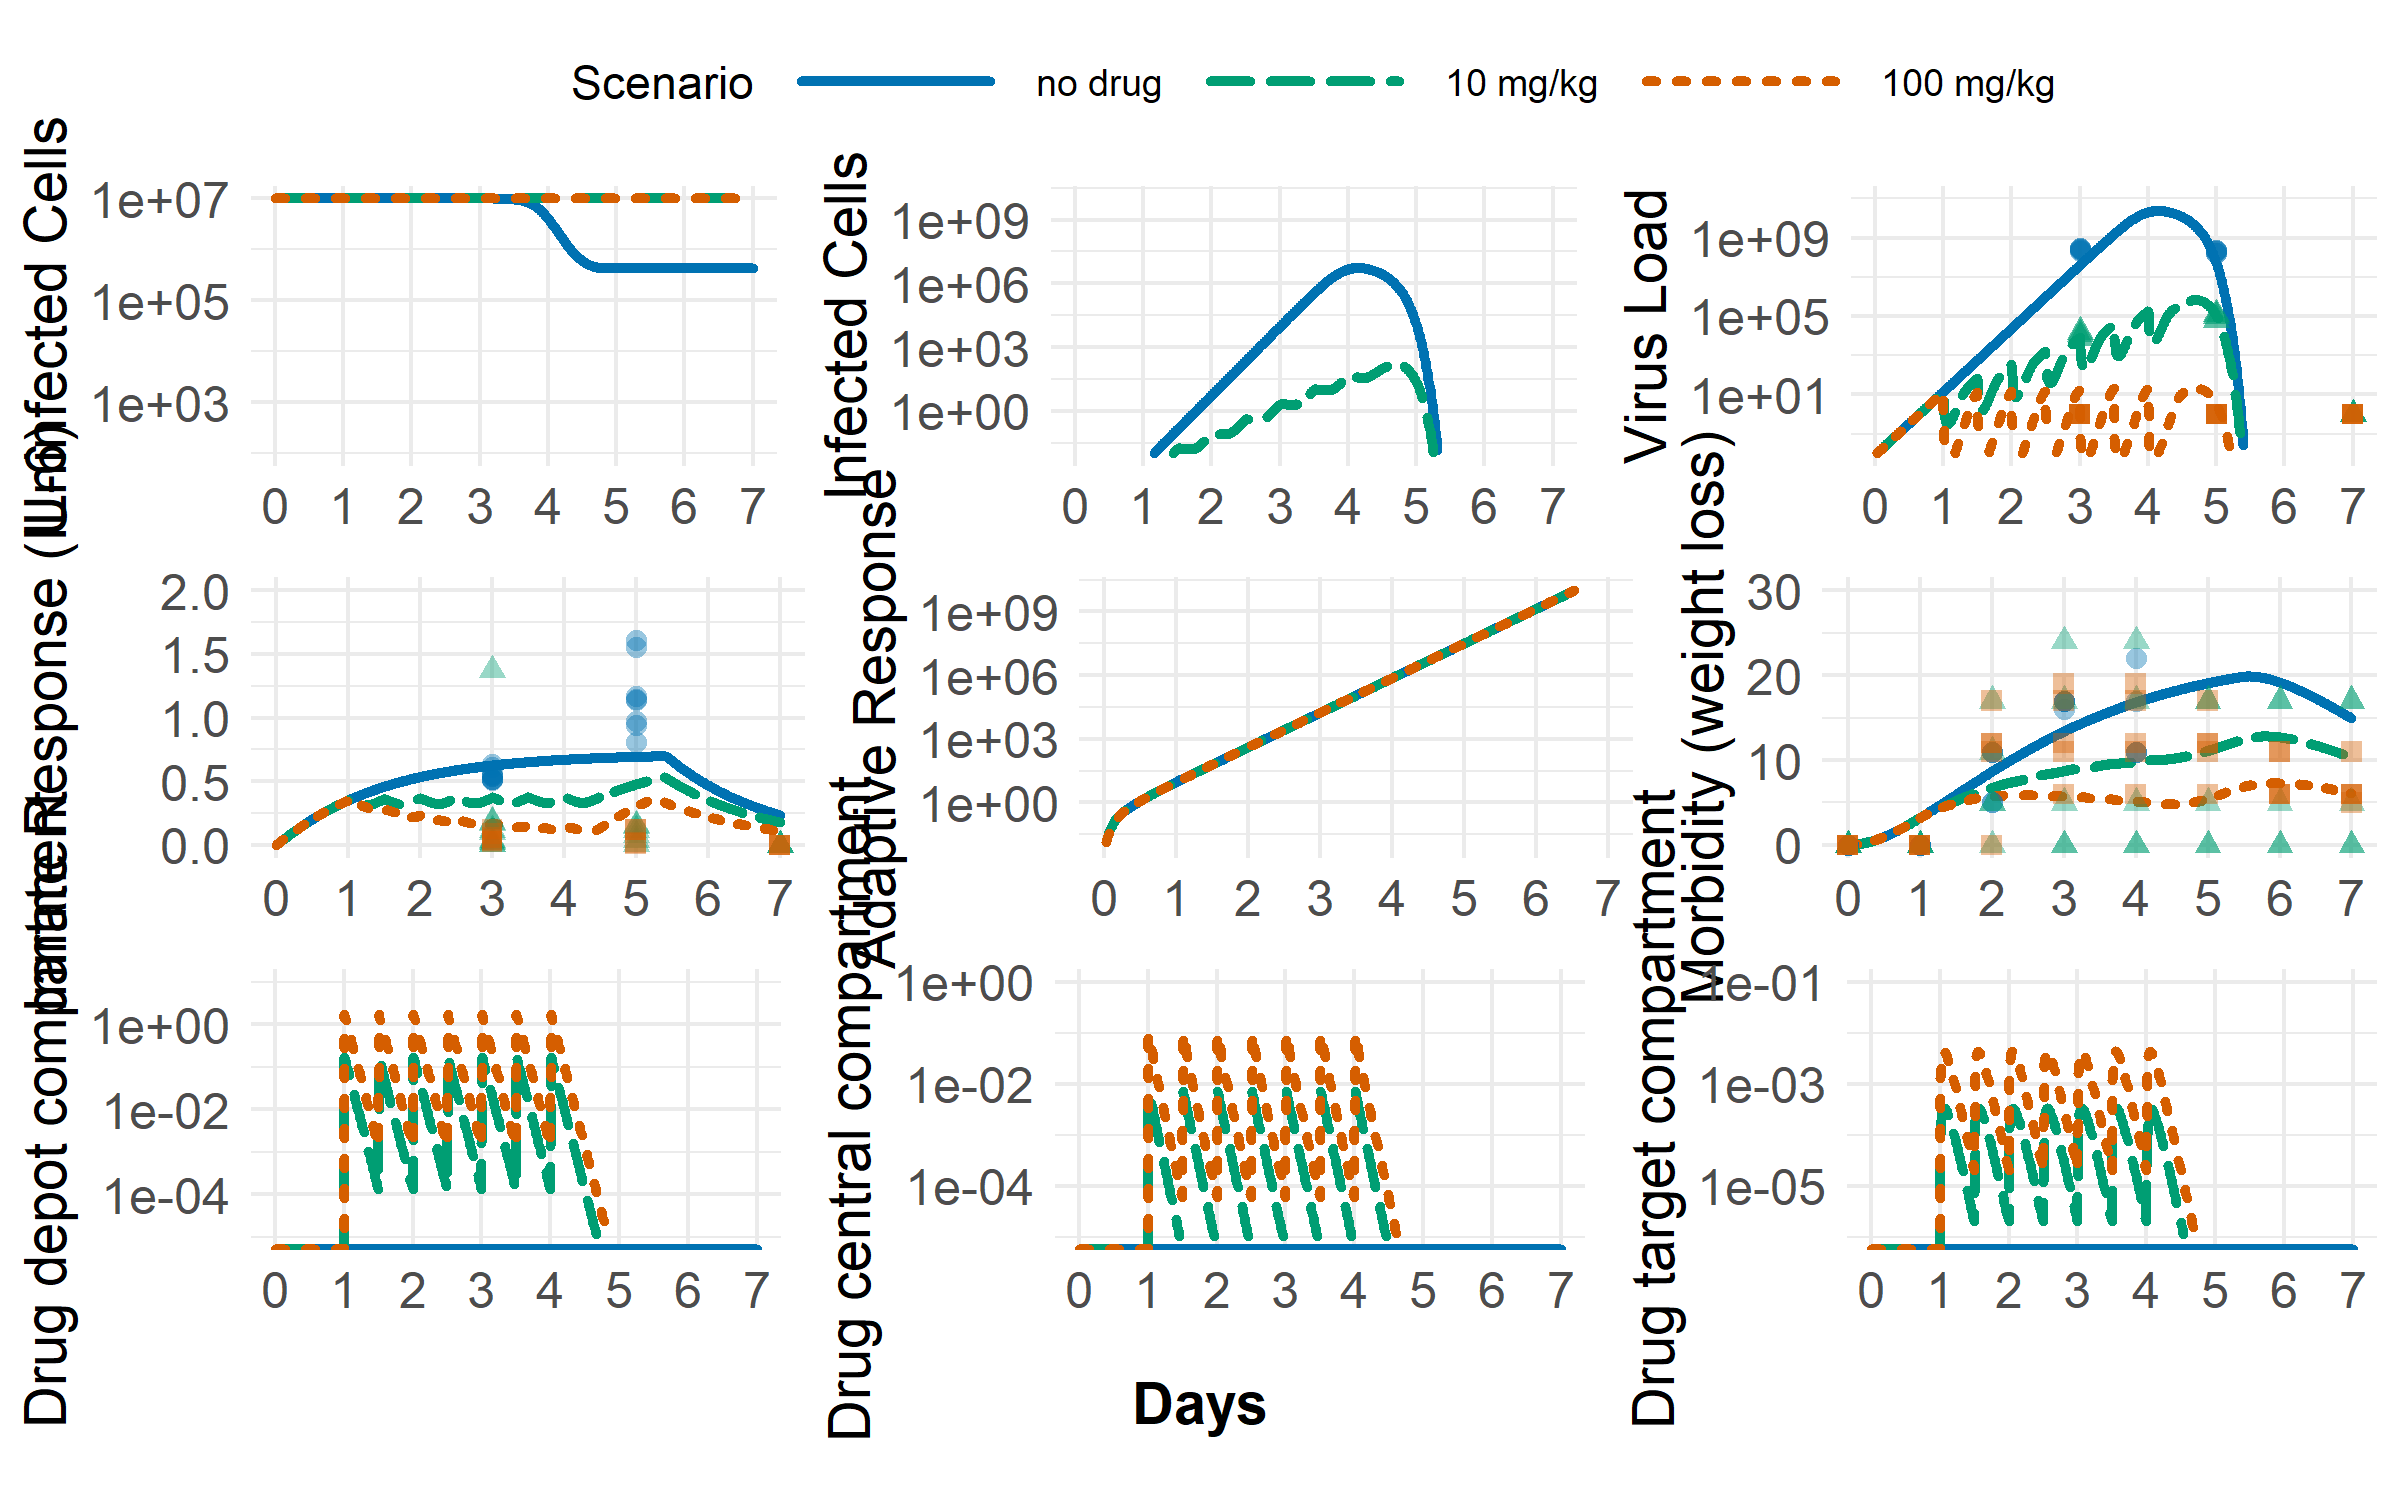 Scenario no drug 10 mg/kg 100 mg/kg
Uninfected Cells
1e+07
1e+05
1e+03
0 1 2 3 4 5 6 7
Infected Cells
1e+09
1e+06
1e+03
1e+00
0 1 2 3 4 5 6 7
Virus Load
1e+09
1e+05
1e+01
0 1 2 3 4 5 6 7
Innate Response (IL-6)
2.0
1.5
1.0
0.5
0.0
0 1 2 3 4 5 6 7
Adaptive Response
1e+09
1e+06
1e+03
1e+00
0 1 2 3 4 5 6 7
Morbidity (weight loss)
30
20
10
0
0 1 2 3 4 5 6 7
Drug depot compartment
1e+00
1e-02
1e-04
0 1 2 3 4 5 6 7
Drug central compartment
1e+00
1e-02
1e-04
0 1 2 3 4 5 6 7
Drug target compartment
1e-01
1e-03
1e-05
0 1 2 3 4 5 6 7
Days